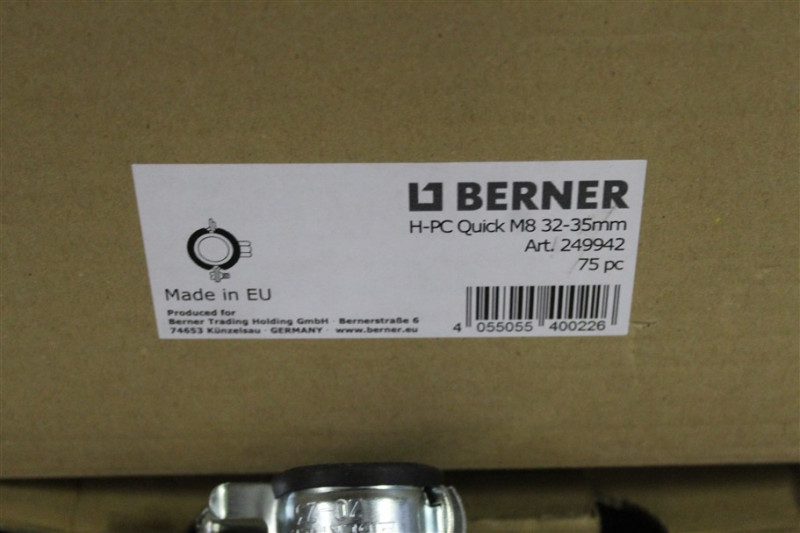 BERNER
H-PC Quick M8 32-35mm
Art. 249942
75 pc
Made in EU
Produced for
Berner Trading Holding GmbH · Bernerstraße 6
74653 Künzelsau · GERMANY · www.berner.eu
4 055055 400226